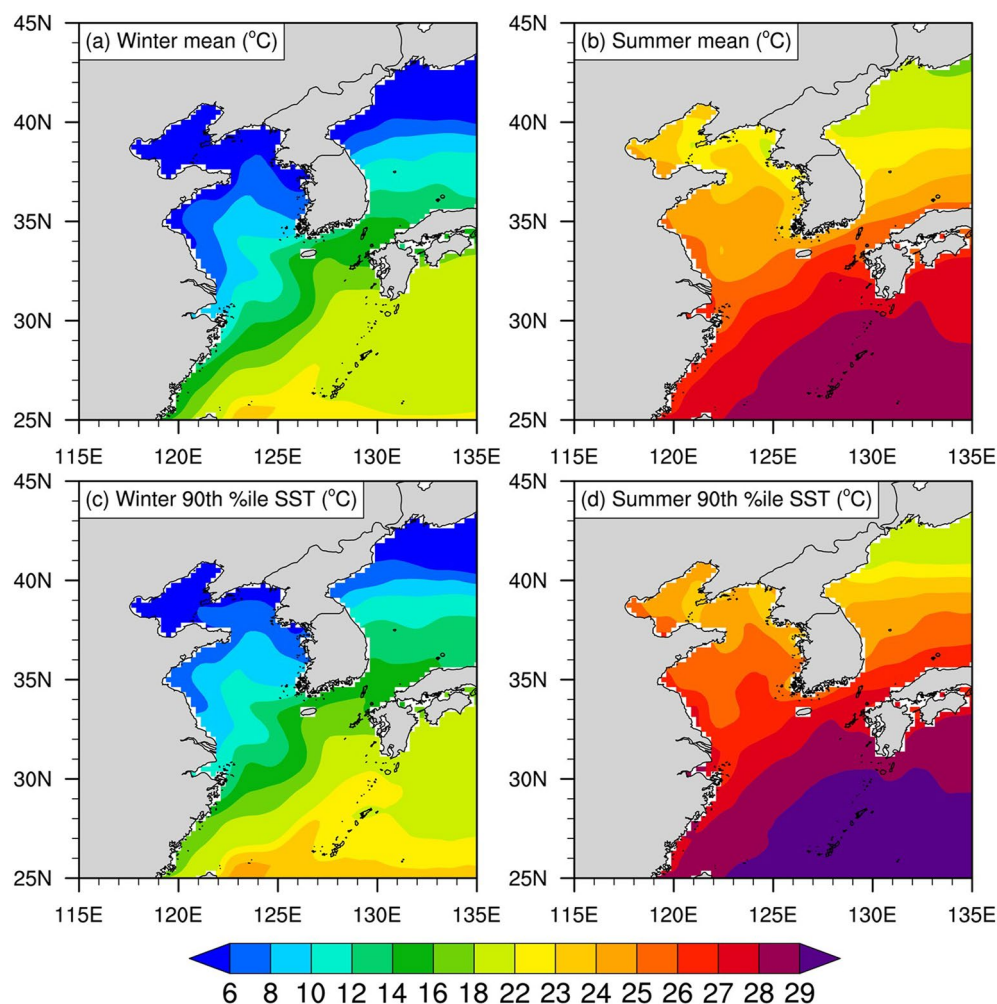 (a) Winter mean (°C)
(b) Summer mean (°C)
45N
40N
35N
30N
25N
115E 120E 125E 130E 135E
45N
40N
35N
30N
25N
115E 120E 125E 130E 135E
(c) Winter 90th %ile SST (°C)
(d) Summer 90th %ile SST (°C)
45N
40N
35N
30N
25N
115E 120E 125E 130E 135E
45N
40N
35N
30N
25N
115E 120E 125E 130E 135E
6 8 10 12 14 16 18 22 23 24 25 26 27 28 29